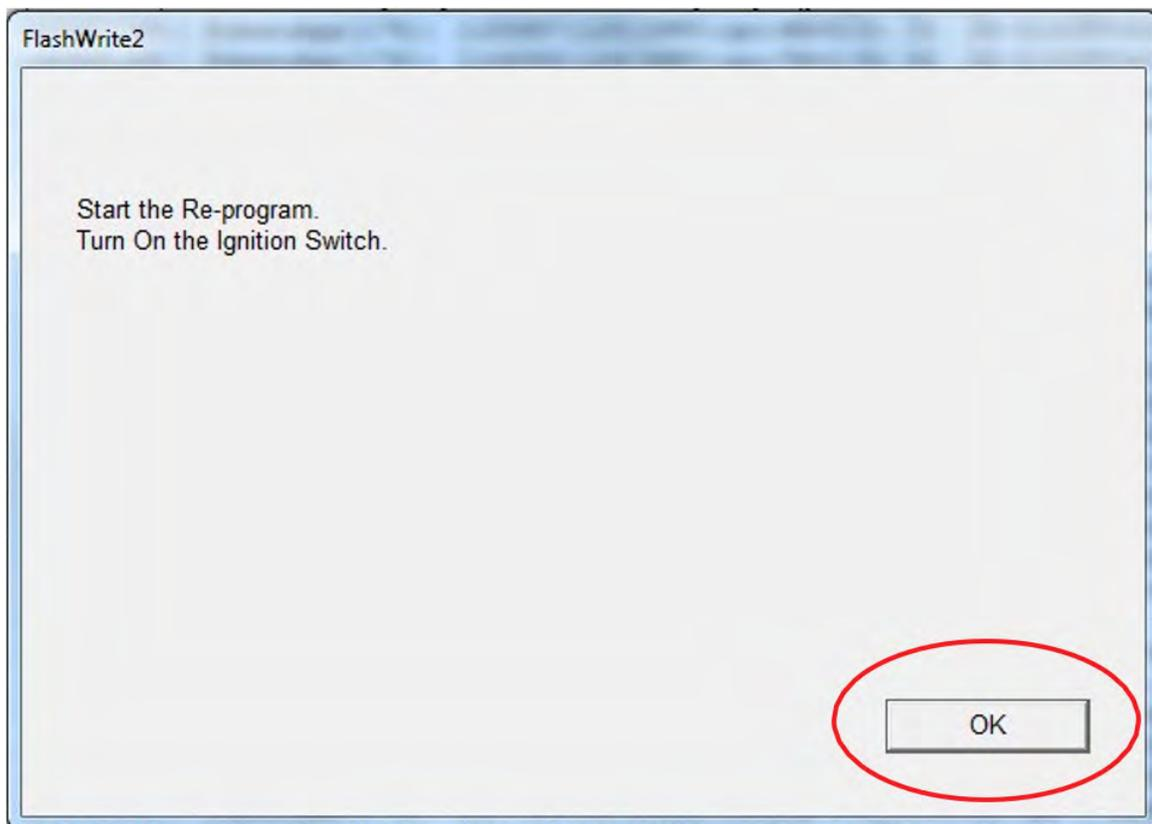 FlashWrite2
Start the Re-program.
Turn On the Ignition Switch.
OK